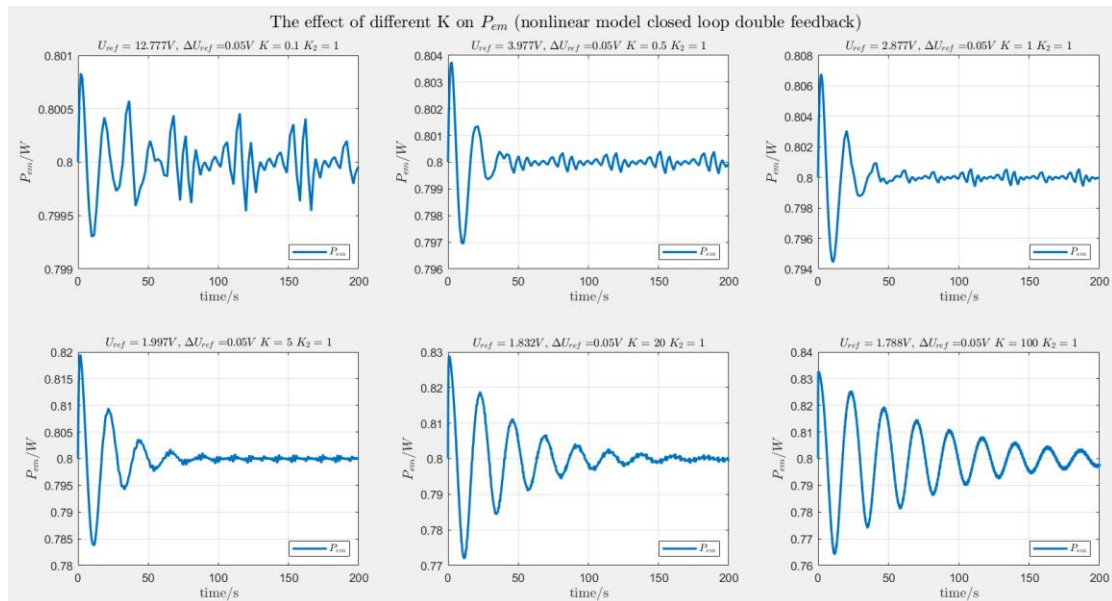 The effect of different K on P_em (nonlinear model closed loop double feedback)
U_ref = 12.777V, ΔU_ref =0.05V K = 0.1 K_2 = 1
0.801
0.8005
0.8
0.7995
0.799
P_em/W
P_em
0 50 100 150 200
time/s
U_ref = 3.977V, ΔU_ref =0.05V K = 0.5 K_2 = 1
0.804
0.803
0.802
0.801
0.8
0.799
0.798
0.797
0.796
P_em/W
P_em
0 50 100 150 200
time/s
U_ref = 2.877V, ΔU_ref =0.05V K = 1 K_2 = 1
0.808
0.806
0.804
0.802
0.8
0.798
0.796
0.794
P_em/W
P_em
0 50 100 150 200
time/s
U_ref = 1.997V, ΔU_ref =0.05V K = 5 K_2 = 1
0.82
0.815
0.81
0.805
0.8
0.795
0.79
0.785
0.78
P_em/W
P_em
0 50 100 150 200
time/s
U_ref = 1.832V, ΔU_ref =0.05V K = 20 K_2 = 1
0.83
0.82
0.81
0.8
0.79
0.78
0.77
P_em/W
P_em
0 50 100 150 200
time/s
U_ref = 1.788V, ΔU_ref =0.05V K = 100 K_2 = 1
0.84
0.83
0.82
0.81
0.8
0.79
0.78
0.77
0.76
P_em/W
P_em
0 50 100 150 200
time/s